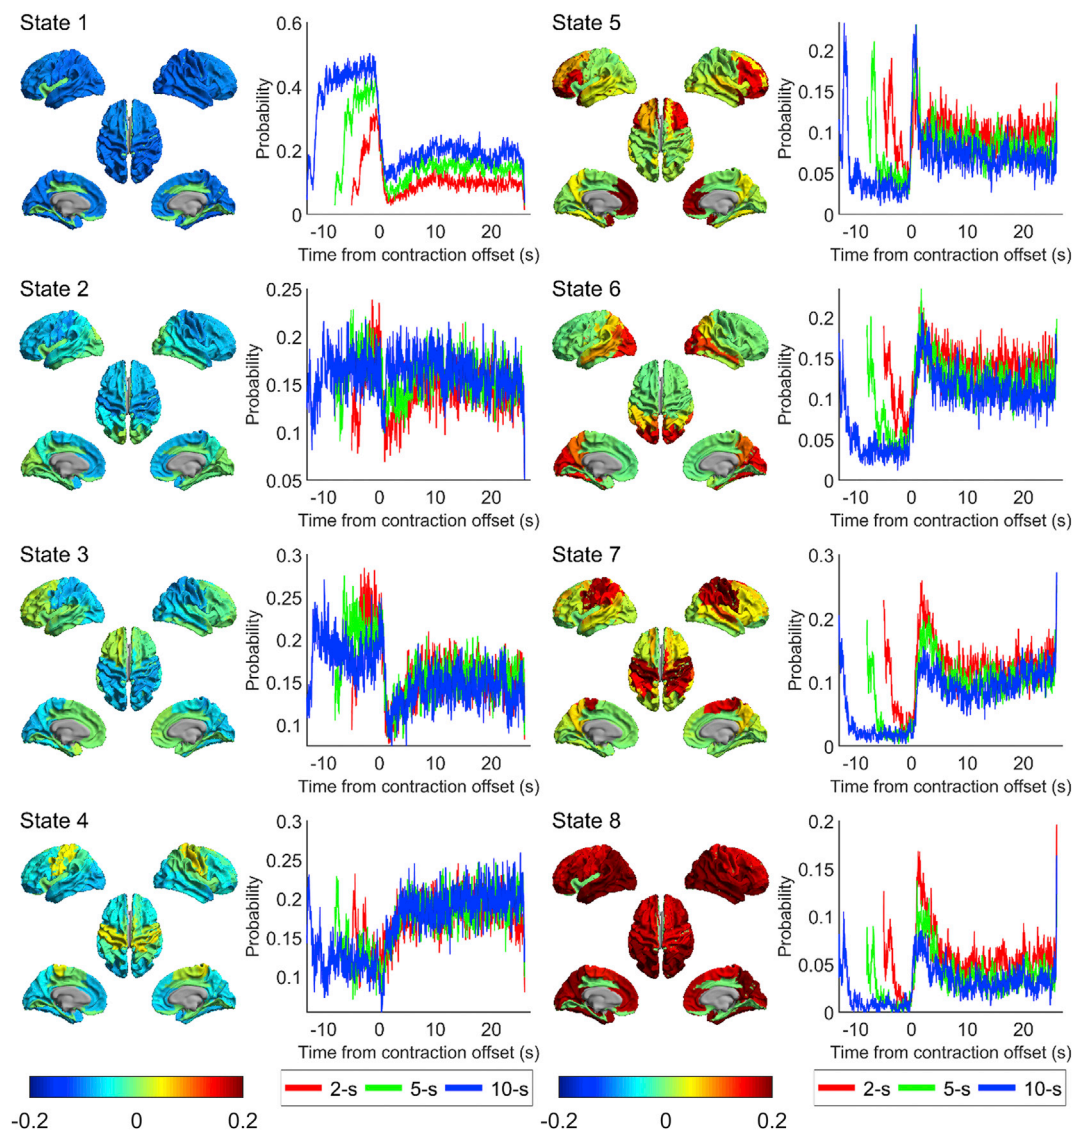 State 1
Probability
0.6
0.4
0.2
0
-10 0 10 20
Time from contraction offset (s)
State 5
Probability
0.2
0.15
0.1
0.05
0
-10 0 10 20
Time from contraction offset (s)
State 2
Probability
0.25
0.2
0.15
0.1
0.05
-10 0 10 20
Time from contraction offset (s)
State 6
Probability
0.2
0.15
0.1
0.05
0
-10 0 10 20
Time from contraction offset (s)
State 3
Probability
0.3
0.25
0.2
0.15
0.1
-10 0 10 20
Time from contraction offset (s)
State 7
Probability
0.3
0.2
0.1
0
-10 0 10 20
Time from contraction offset (s)
State 4
Probability
0.3
0.25
0.2
0.15
0.1
-10 0 10 20
Time from contraction offset (s)
State 8
Probability
0.2
0.15
0.1
0.05
0
-10 0 10 20
Time from contraction offset (s)
-0.2 0 0.2
2-s 5-s 10-s
-0.2 0 0.2
2-s 5-s 10-s